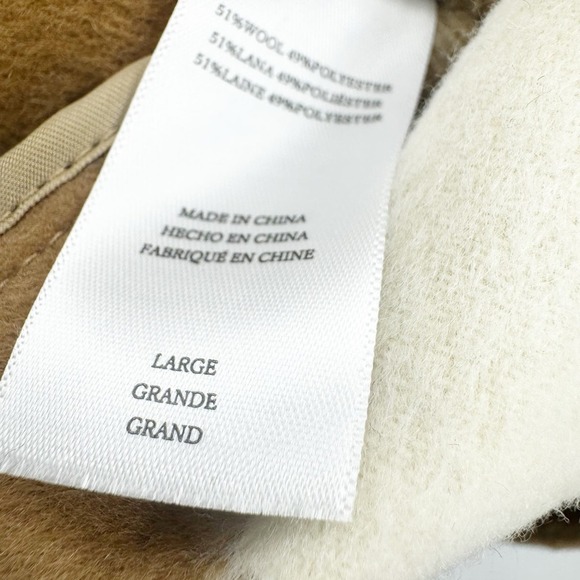 51%WOOL 49%POLYESTER
51%LANA 49%POLIÉSTER
51%LAINE 49%POLYESTER
MADE IN CHINA
HECHO EN CHINA
FABRIQUÉ EN CHINE
LARGE
GRANDE
GRAND